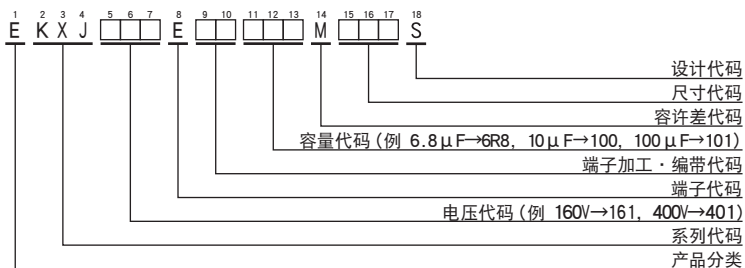 1 2 3 4 5 6 7 8 9 10 11 12 13 14 15 16 17 18
E K X J □□□ E □□ □□□ M □□□ S
设计代码
尺寸代码
容许差代码
容量代码(例 6.8μF→6R8, 10μF→100, 100μF→101)
端子加工・编带代码
端子代码
电压代码(例 160V→161, 400V→401)
系列代码
产品分类